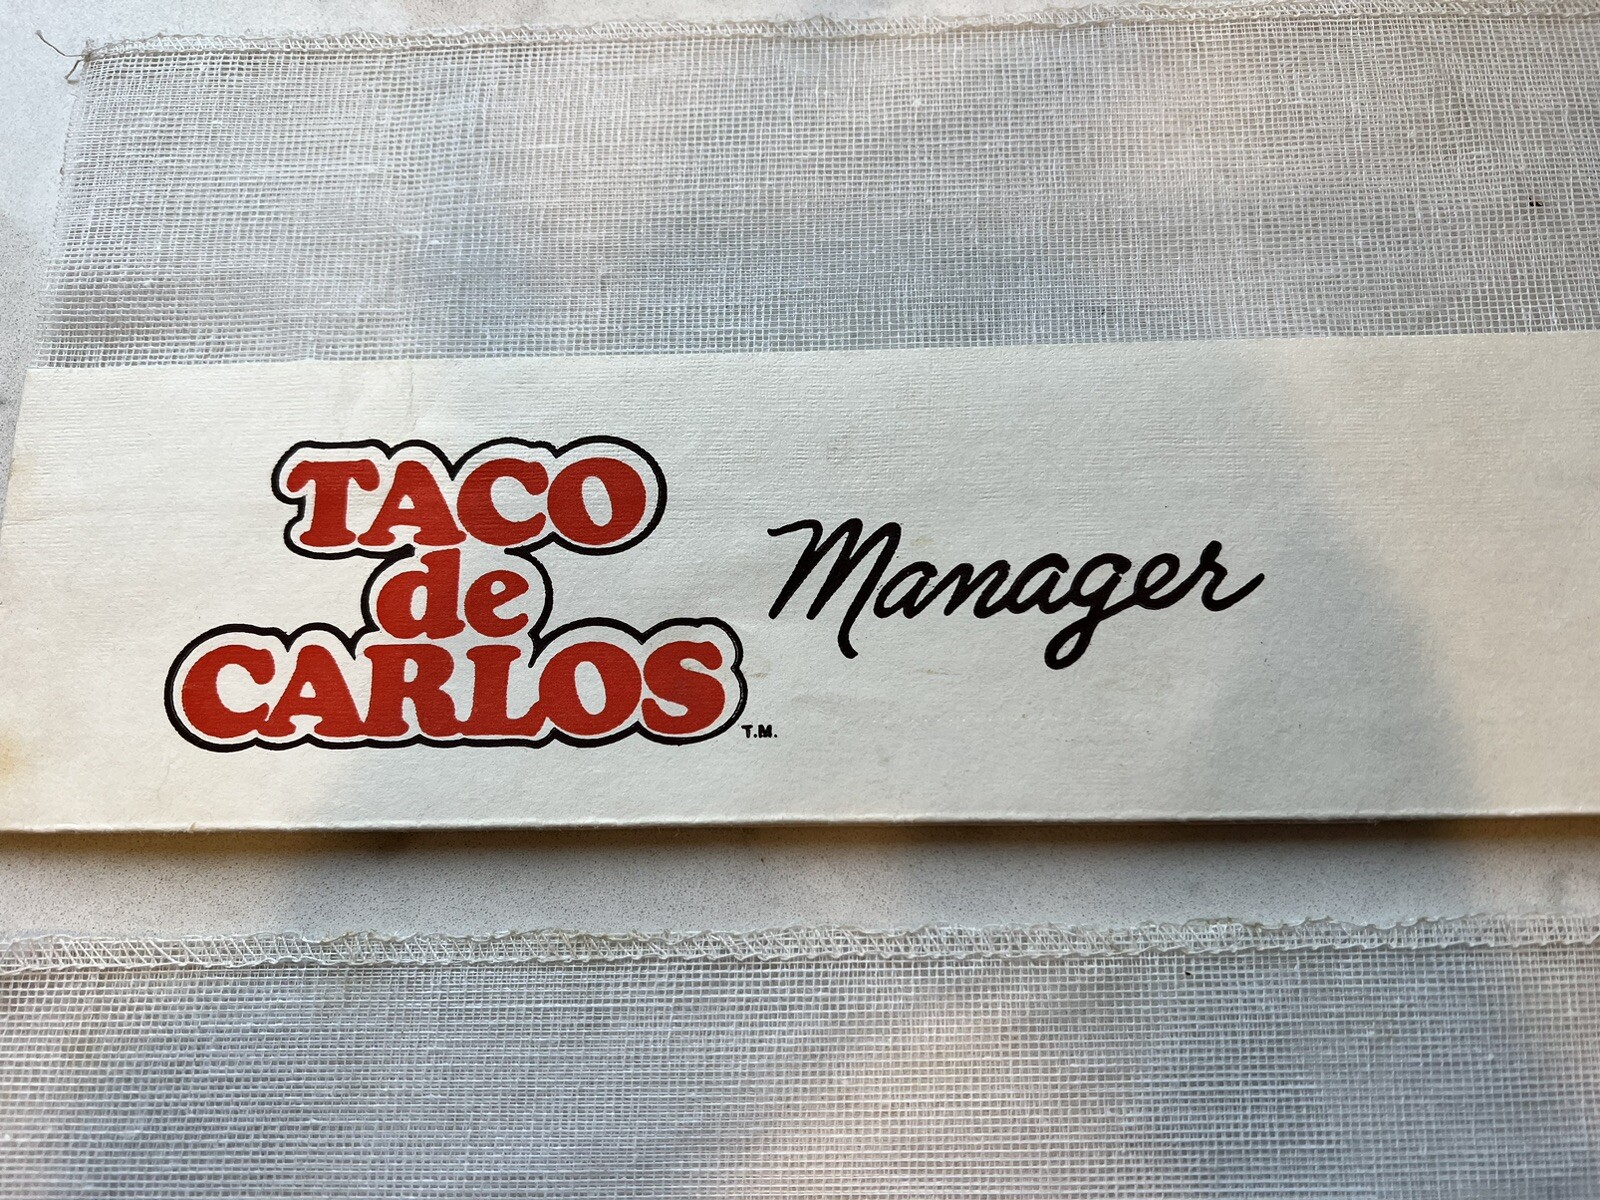 TACO
de
CARLOS T.M.
Manager